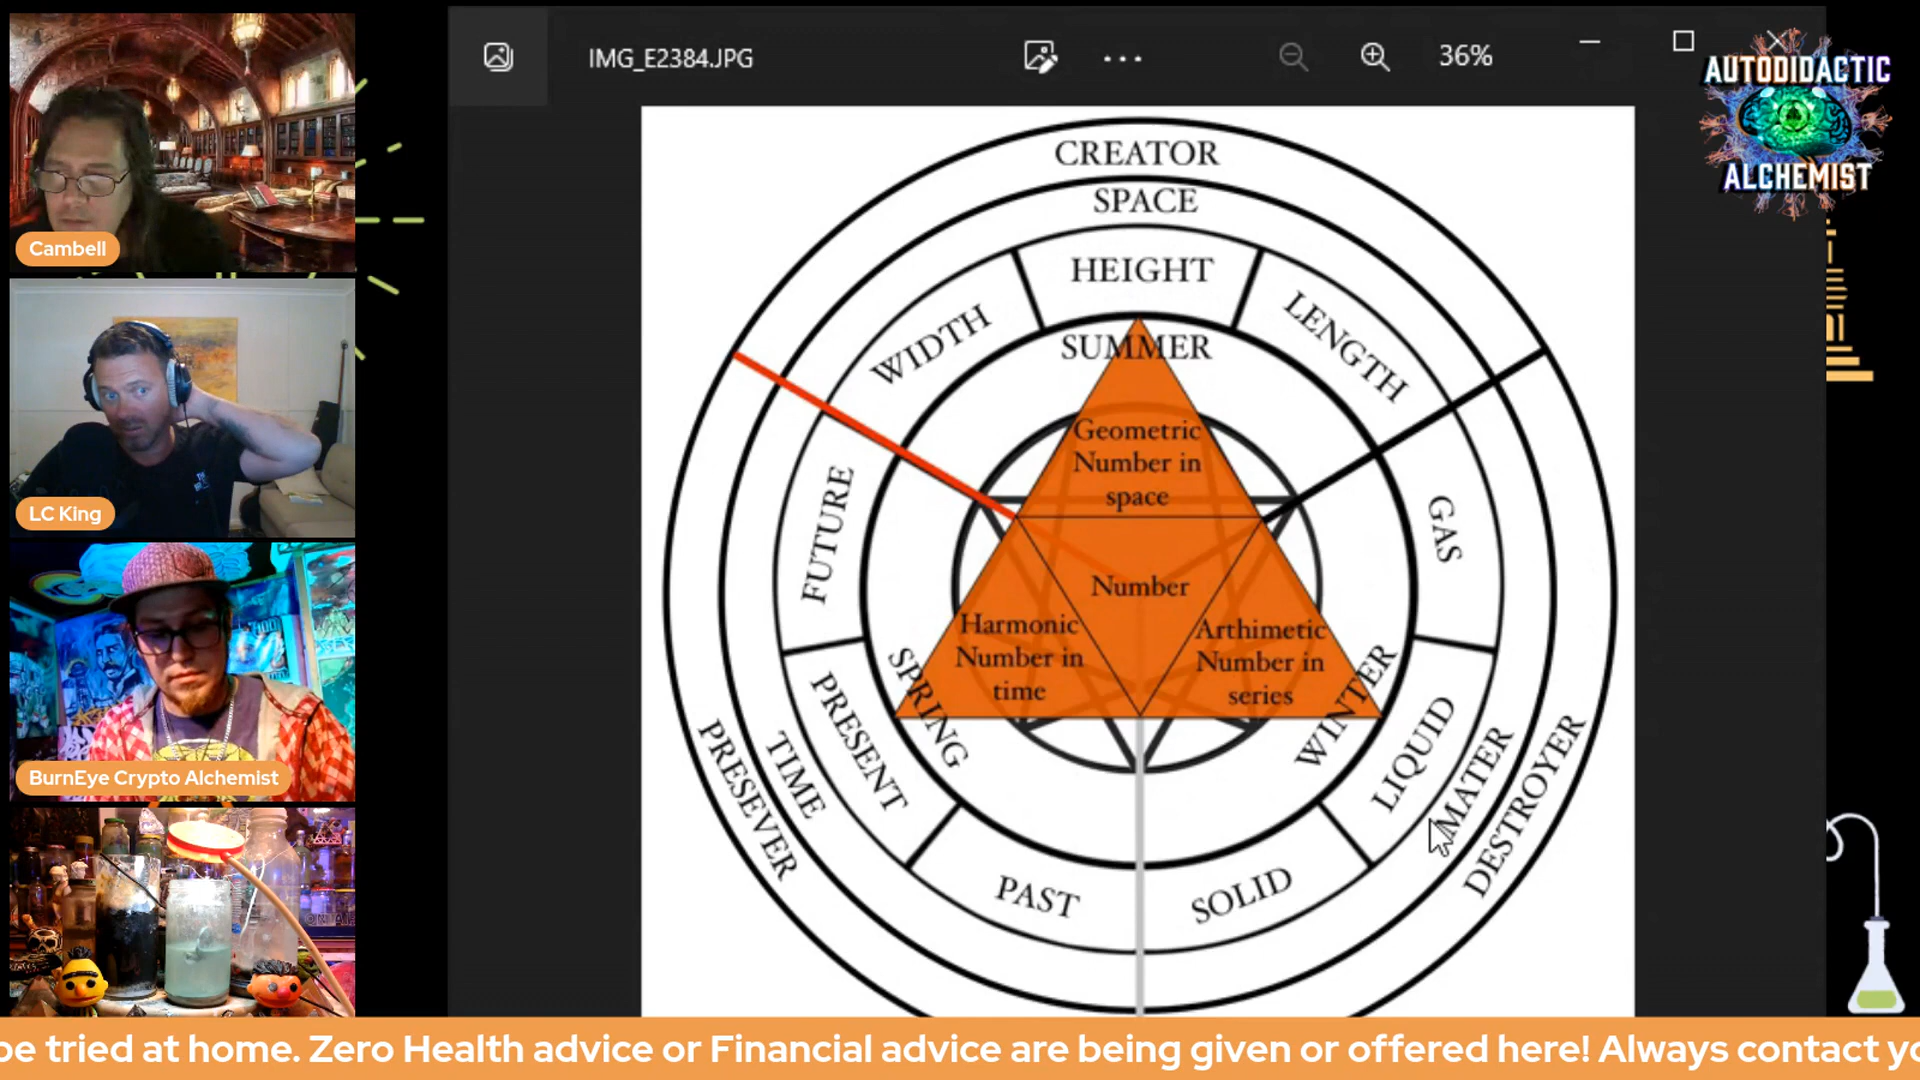 IMG_E2384.JPG
36%
AUTODIDACTIC
ALCHEMIST
Cambell
LC King
BurnEye Crypto Alchemist
CREATOR
SPACE
HEIGHT
WIDTH
LENGTH
SUMMER
Geometric
Number in
space
FUTURE
GAS
Number
Harmonic
Number in
time
Arthimetic
Number in
series
SPRING
WINTER
PRESENT
LIQUID
TIME
MATER
PRESEVER
DESTROYER
PAST
SOLID
be tried at home. Zero Health advice or Financial advice are being given or offered here! Always contact yo